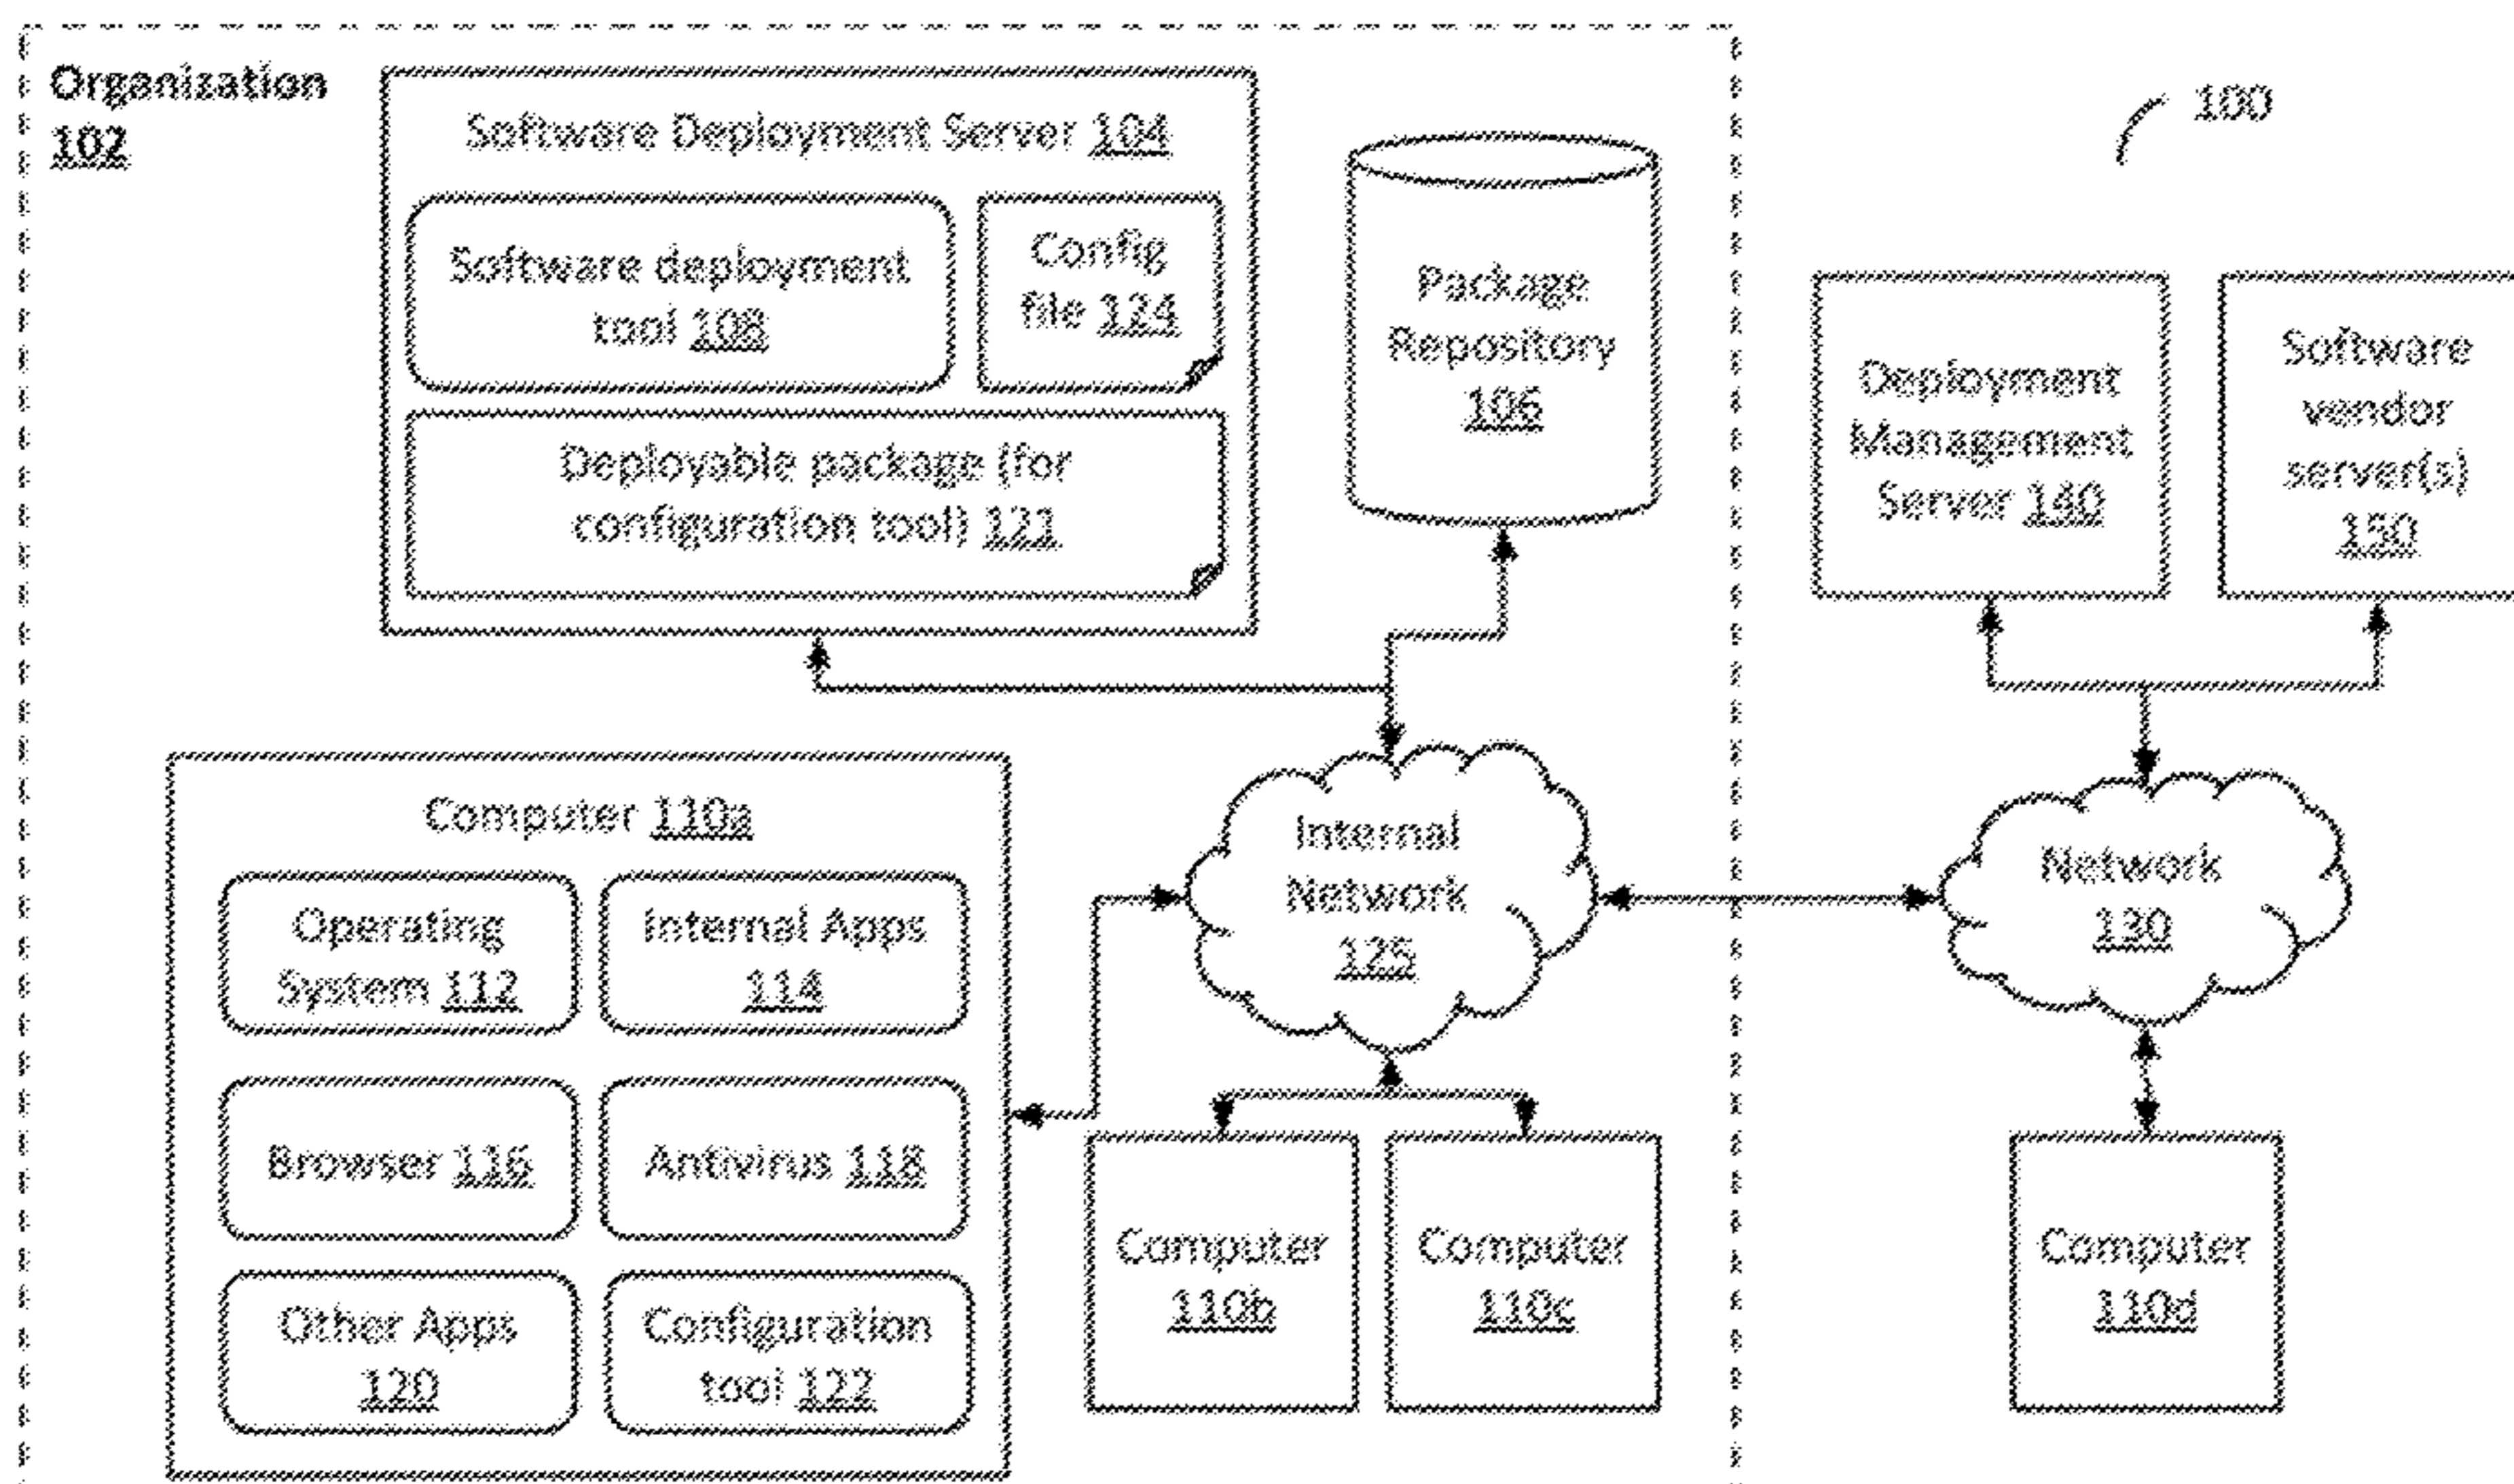 Organization
102
Software Deployment Server 104
Software deployment
tool 108
Config
file 124
Deployable package (for
configuration tool) 121
Package
Repository
106
100
Deployment
Management
Server 140
Software
vendor
server(s)
150
Computer 110a
Operating
System 112
Internal Apps
114
Browser 116
Antivirus 118
Other Apps
120
Configuration
tool 122
Internal
Network
125
Network
130
Computer
110b
Computer
110c
Computer
110d